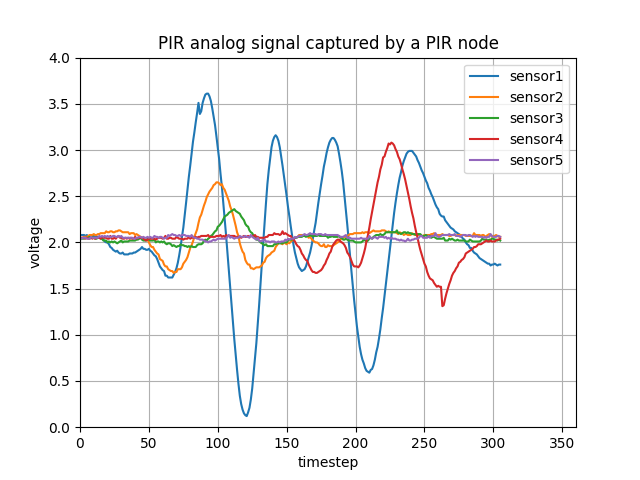 PIR analog signal captured by a PIR node
voltage
4.0
3.5
3.0
2.5
2.0
1.5
1.0
0.5
0.0
sensor1
sensor2
sensor3
sensor4
sensor5
0 50 100 150 200 250 300 350
timestep